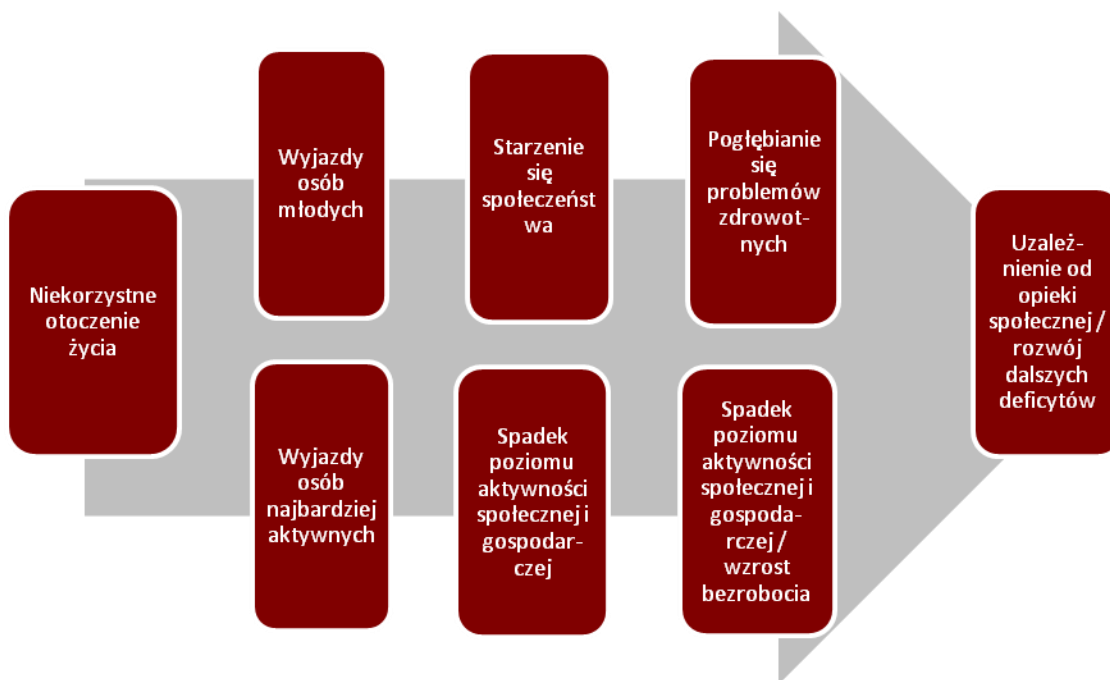 Niekorzystne
otoczenie
życia
Wyjazdy
osób
młodych
Starzenie
się
społeczeńst
wa
Pogłębianie
się
problemów
zdrowot-
nych
Wyjazdy
osób
najbardziej
aktywnych
Spadek
poziomu
aktywności
społecznej i
gospodar-
czej
Spadek
poziomu
aktywności
społecznej i
gospoda-
rczej /
wzrost
bezrobocia
Uzależ-
nienie od
opieki
społecznej /
rozwój
dalszych
deficytów